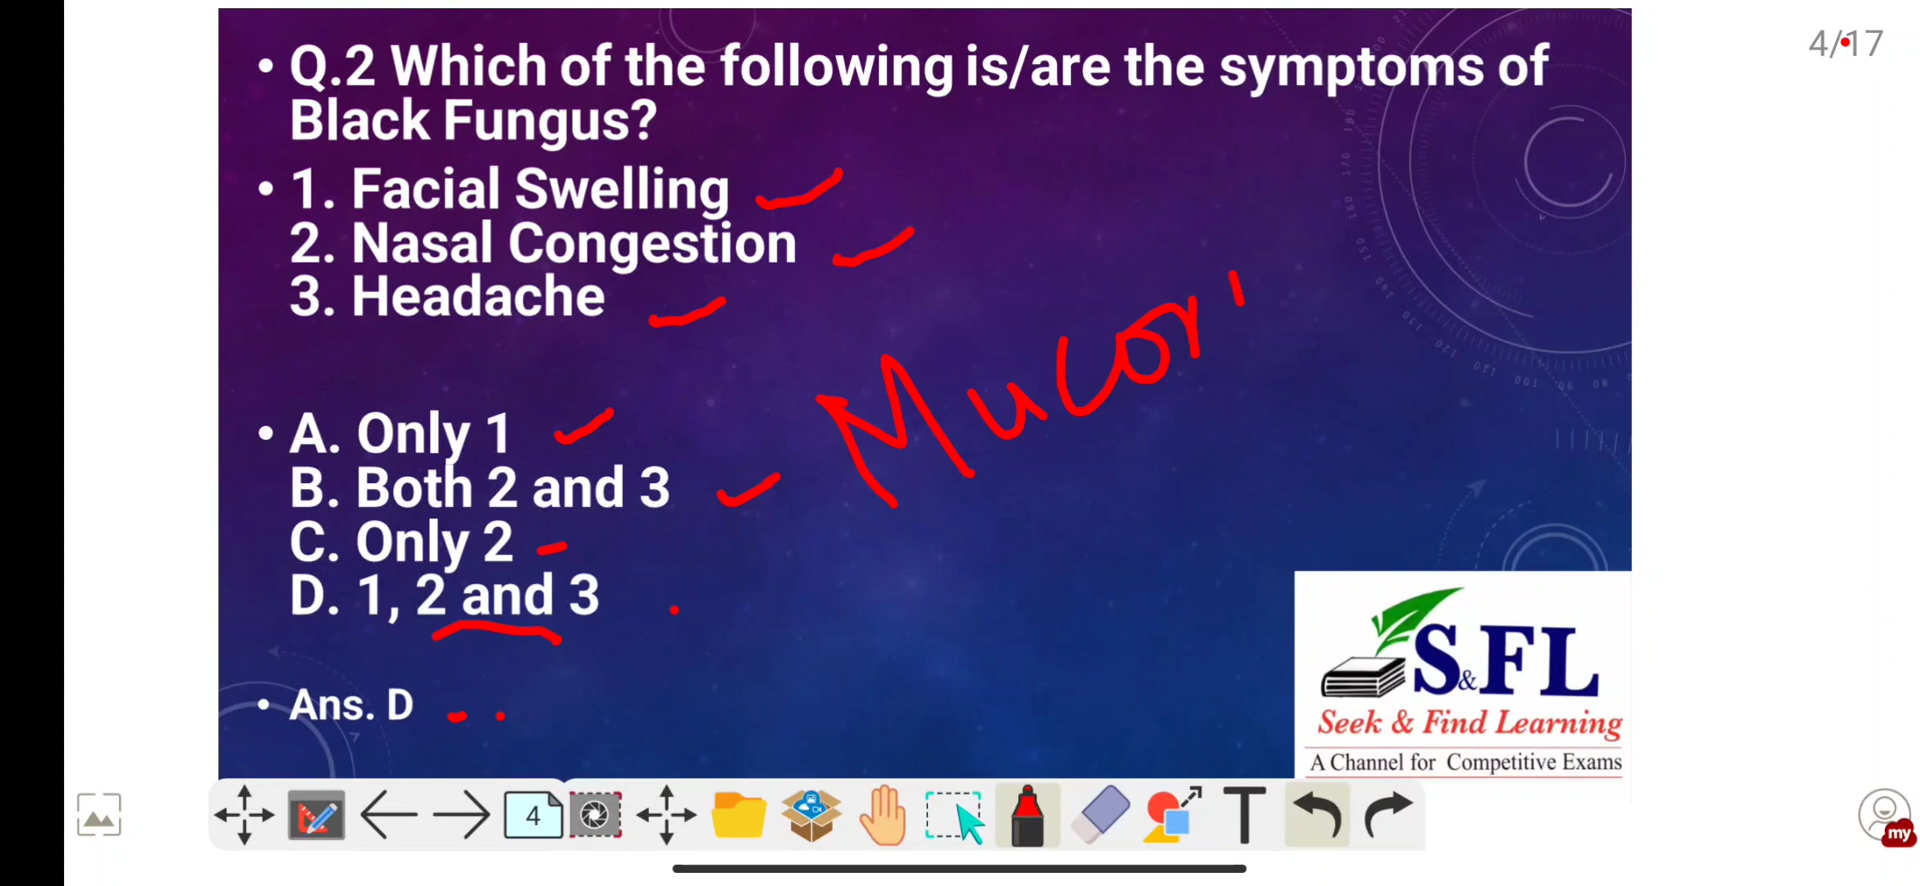 4/17
• Q.2 Which of the following is/are the symptoms of
Black Fungus?
• 1. Facial Swelling
2. Nasal Congestion
3. Headache
Mucor
• A. Only 1
B. Both 2 and 3
C. Only 2
D. 1, 2 and 3
• Ans. D
S&FL
Seek & Find Learning
A Channel for Competitive Exams
4
T
my